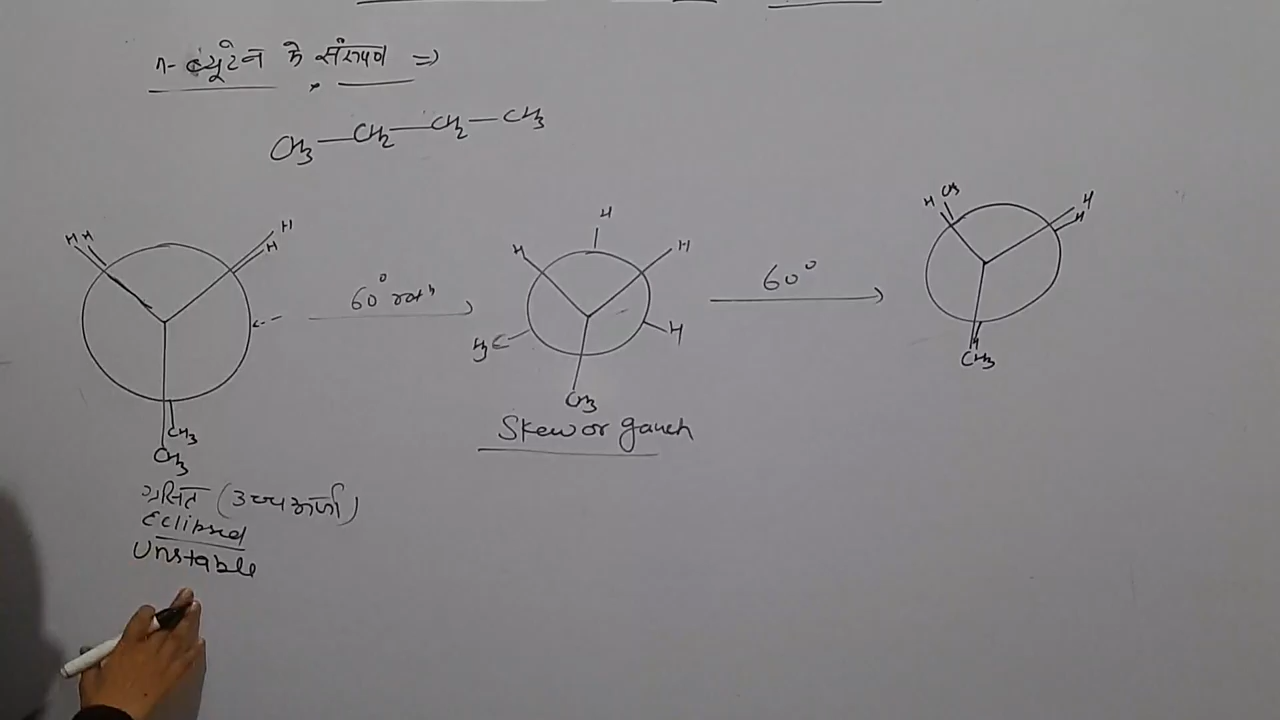 n- ब्यूटेन के संरूपण ⇒
CH3—CH2—CH2—CH3
H H H H
CH3
CH3
60° rotn
H
H H
H3C H
CH3
Skew or gauch
60°
CH3
H H
H
H
CH3
ग्रसित (उच्च ऊर्जा)
Eclipsed
Unstable